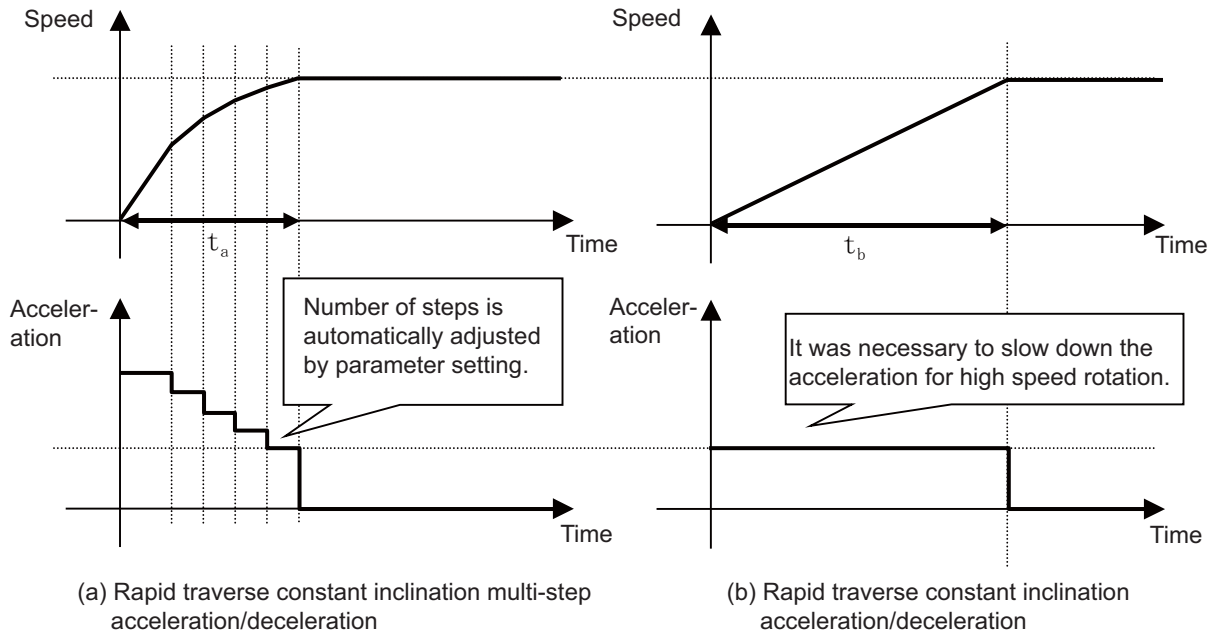 Speed
Time
t_a
Acceler-
ation
Number of steps is
automatically adjusted
by parameter setting.
Time
(a) Rapid traverse constant inclination multi-step
acceleration/deceleration
Speed
Time
t_b
Acceler-
ation
It was necessary to slow down the
acceleration for high speed rotation.
Time
(b) Rapid traverse constant inclination
acceleration/deceleration